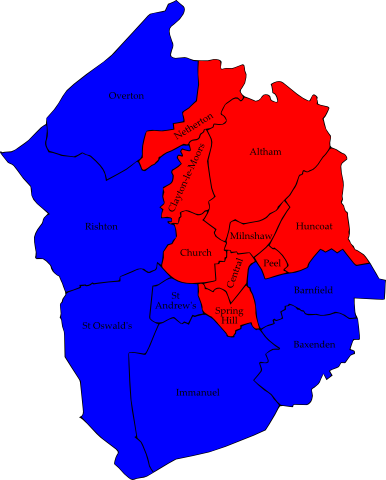 Overton
Netherton
Clayton-le-Moors
Altham
Huncoat
Rishton
Milnshaw
Church
Central
Peel
Barnfield
St
Andrew's
Spring
Hill
St Oswald's
Baxenden
Immanuel